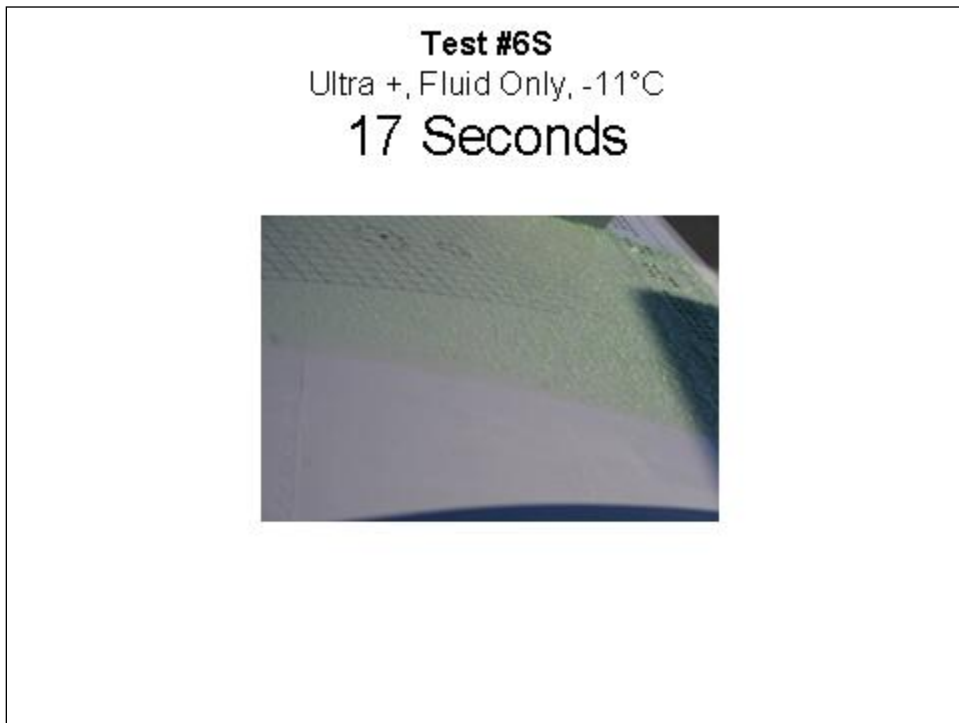 Test #6S
Ultra +, Fluid Only, -11°C
17 Seconds